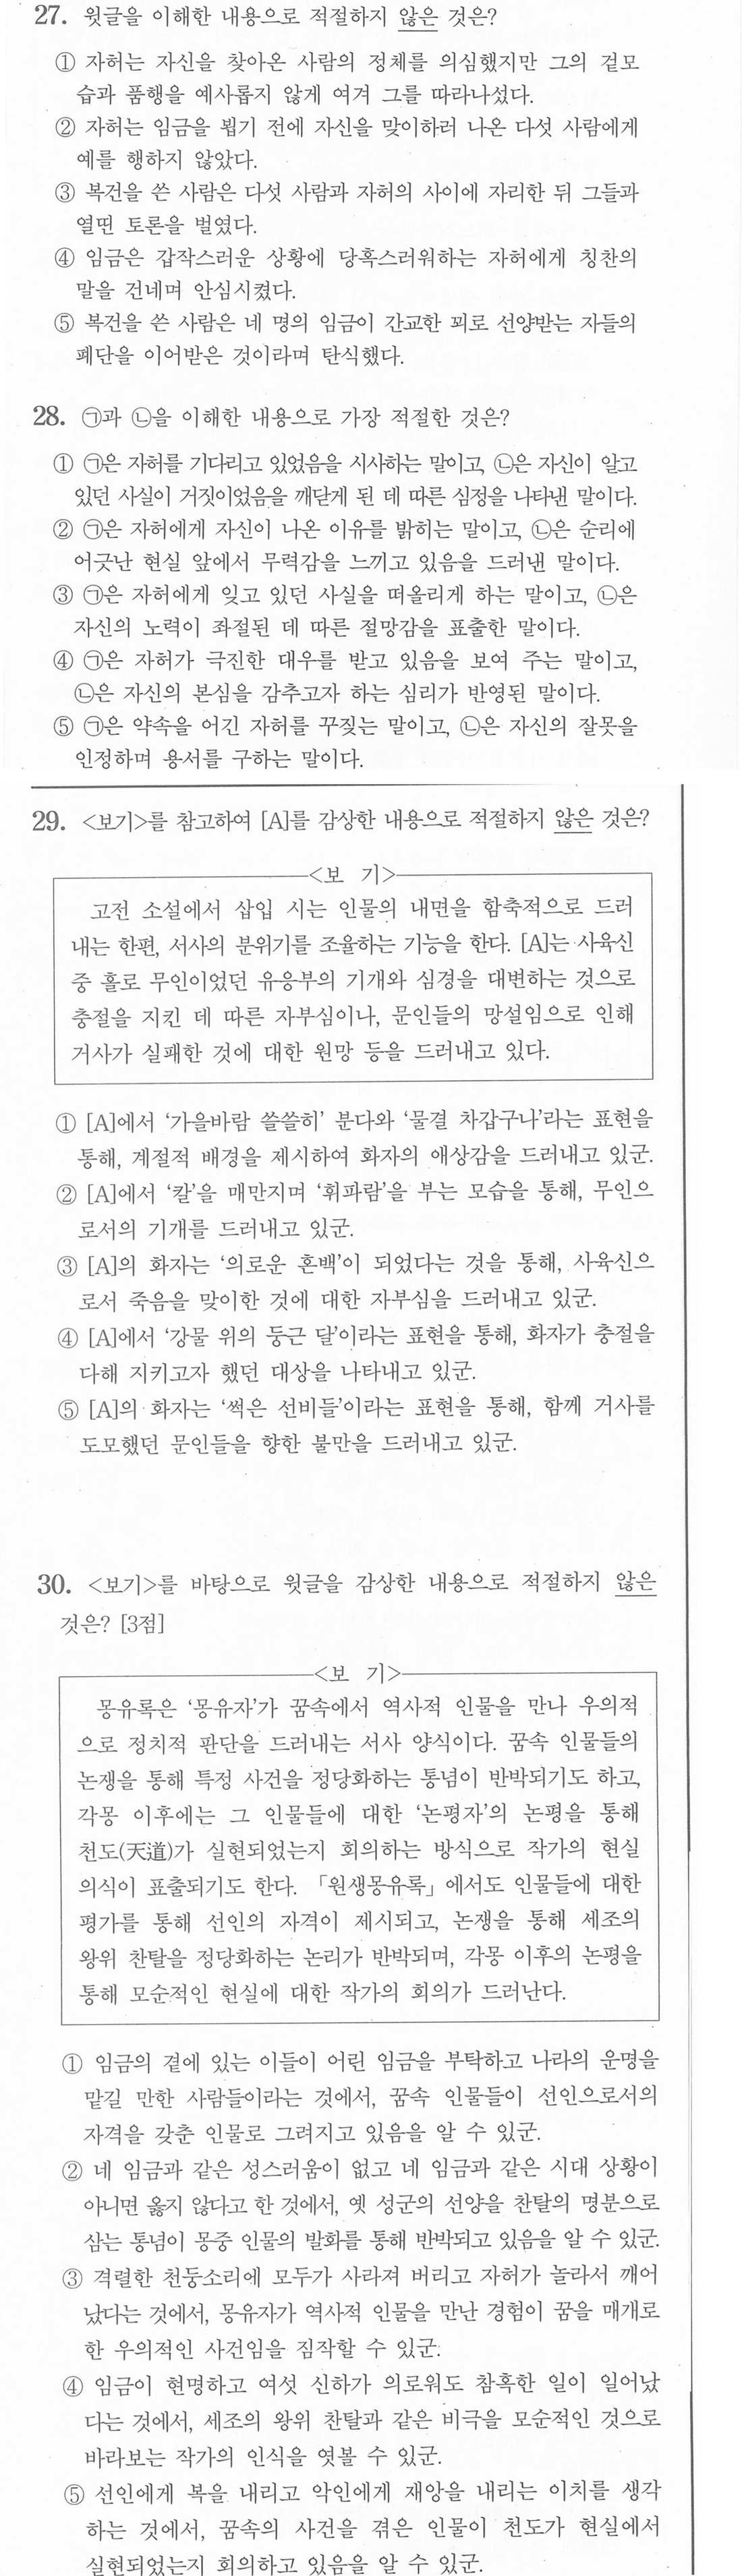 27. 윗글을 이해한 내용으로 적절하지 않은 것은?
① 자허는 자신을 찾아온 사람의 정체를 의심했지만 그의 겉모
습과 품행을 예사롭지 않게 여겨 그를 따라나섰다.
② 자허는 임금을 뵙기 전에 자신을 맞이하러 나온 다섯 사람에게
예를 행하지 않았다.
③ 복건을 쓴 사람은 다섯 사람과 자허의 사이에 자리한 뒤 그들과
열띤 토론을 벌였다.
④ 임금은 갑작스러운 상황에 당혹스러워하는 자허에게 칭찬의
말을 건네며 안심시켰다.
⑤ 복건을 쓴 사람은 네 명의 임금이 간교한 꾀로 선양받는 자들의
폐단을 이어받은 것이라며 탄식했다.
28. ㉠과 ㉡을 이해한 내용으로 가장 적절한 것은?
① ㉠은 자허를 기다리고 있었음을 시사하는 말이고, ㉡은 자신이 알고
있던 사실이 거짓이었음을 깨닫게 된 데 따른 심정을 나타낸 말이다.
② ㉠은 자허에게 자신이 나온 이유를 밝히는 말이고, ㉡은 순리에
어긋난 현실 앞에서 무력감을 느끼고 있음을 드러낸 말이다.
③ ㉠은 자허에게 잊고 있던 사실을 떠올리게 하는 말이고, ㉡은
자신의 노력이 좌절된 데 따른 절망감을 표출한 말이다.
④ ㉠은 자허가 극진한 대우를 받고 있음을 보여 주는 말이고,
㉡은 자신의 본심을 감추고자 하는 심리가 반영된 말이다.
⑤ ㉠은 약속을 어긴 자허를 꾸짖는 말이고, ㉡은 자신의 잘못을
인정하며 용서를 구하는 말이다.
29. <보기>를 참고하여 [A]를 감상한 내용으로 적절하지 않은 것은?
<보 기>
고전 소설에서 삽입 시는 인물의 내면을 함축적으로 드러
내는 한편, 서사의 분위기를 조율하는 기능을 한다. [A]는 사육신
중 홀로 무인이었던 유응부의 기개와 심경을 대변하는 것으로
충절을 지킨 데 따른 자부심이나, 문인들의 망설임으로 인해
거사가 실패한 것에 대한 원망 등을 드러내고 있다.
① [A]에서 ‘가을바람 쓸쓸히’ 분다와 ‘물결 차갑구나’라는 표현을
통해, 계절적 배경을 제시하여 화자의 애상감을 드러내고 있군.
② [A]에서 ‘칼’을 매만지며 ‘휘파람’을 부는 모습을 통해, 무인으
로서의 기개를 드러내고 있군.
③ [A]의 화자는 ‘의로운 혼백’이 되었다는 것을 통해, 사육신으
로서 죽음을 맞이한 것에 대한 자부심을 드러내고 있군.
④ [A]에서 ‘강물 위의 둥근 달’이라는 표현을 통해, 화자가 충절을
다해 지키고자 했던 대상을 나타내고 있군.
⑤ [A]의 화자는 ‘썩은 선비들’이라는 표현을 통해, 함께 거사를
도모했던 문인들을 향한 불만을 드러내고 있군.
30. <보기>를 바탕으로 윗글을 감상한 내용으로 적절하지 않은
것은? [3점]
<보 기>
몽유록은 ‘몽유자’가 꿈속에서 역사적 인물을 만나 우의적
으로 정치적 판단을 드러내는 서사 양식이다. 꿈속 인물들의
논쟁을 통해 특정 사건을 정당화하는 통념이 반박되기도 하고,
각몽 이후에는 그 인물들에 대한 ‘논평자’의 논평을 통해
천도(天道)가 실현되었는지 회의하는 방식으로 작가의 현실
의식이 표출되기도 한다. 「원생몽유록」에서도 인물들에 대한
평가를 통해 선인의 자격이 제시되고, 논쟁을 통해 세조의
왕위 찬탈을 정당화하는 논리가 반박되며, 각몽 이후의 논평을
통해 모순적인 현실에 대한 작가의 회의가 드러난다.
① 임금의 곁에 있는 이들이 어린 임금을 부탁하고 나라의 운명을
맡길 만한 사람들이라는 것에서, 꿈속 인물들이 선인으로서의
자격을 갖춘 인물로 그려지고 있음을 알 수 있군.
② 네 임금과 같은 성스러움이 없고 네 임금과 같은 시대 상황이
아니면 옳지 않다고 한 것에서, 옛 성군의 선양을 찬탈의 명분으로
삼는 통념이 몽중 인물의 발화를 통해 반박되고 있음을 알 수 있군.
③ 격렬한 천둥소리에 모두가 사라져 버리고 자허가 놀라서 깨어
났다는 것에서, 몽유자가 역사적 인물을 만난 경험이 꿈을 매개로
한 우의적인 사건임을 짐작할 수 있군.
④ 임금이 현명하고 여섯 신하가 의로워도 참혹한 일이 일어났
다는 것에서, 세조의 왕위 찬탈과 같은 비극을 모순적인 것으로
바라보는 작가의 인식을 엿볼 수 있군.
⑤ 선인에게 복을 내리고 악인에게 재앙을 내리는 이치를 생각
하는 것에서, 꿈속의 사건을 겪은 인물이 천도가 현실에서
실현되었는지 회의하고 있음을 알 수 있군.